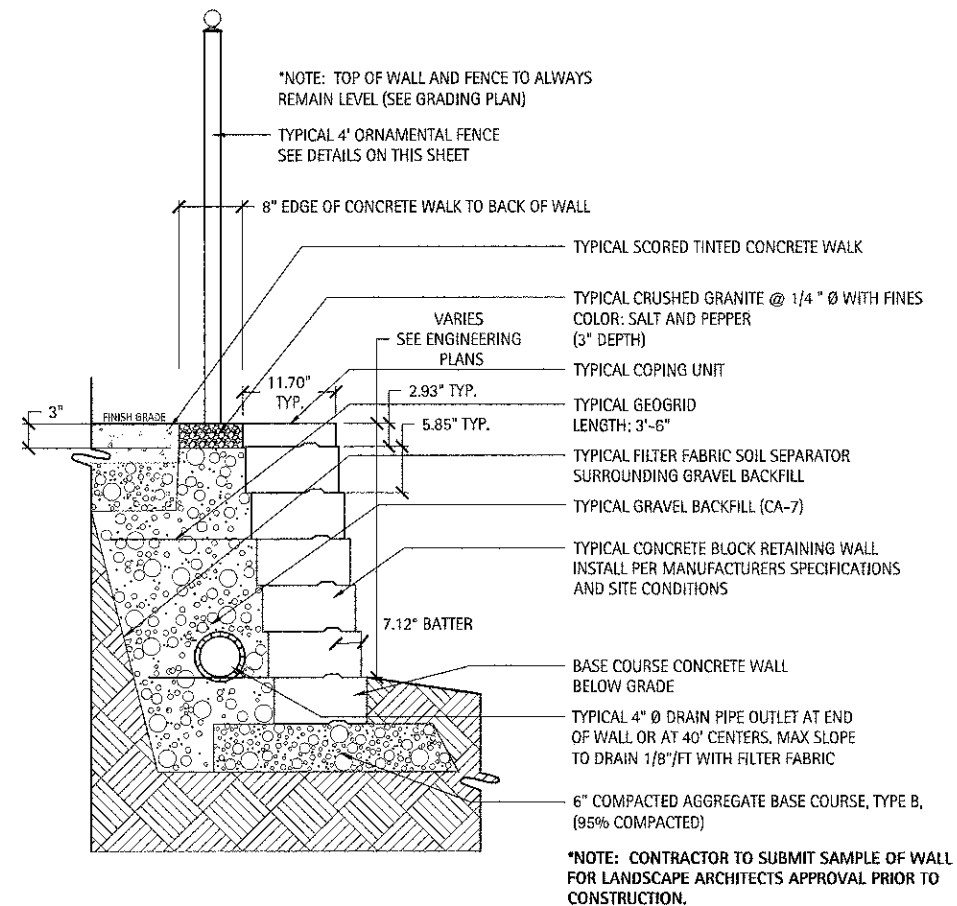 *NOTE: TOP OF WALL AND FENCE TO ALWAYS
REMAIN LEVEL (SEE GRADING PLAN)
TYPICAL 4' ORNAMENTAL FENCE
SEE DETAILS ON THIS SHEET
8" EDGE OF CONCRETE WALK TO BACK OF WALL
TYPICAL SCORED TINTED CONCRETE WALK
TYPICAL CRUSHED GRANITE @ 1/4 " Ø WITH FINES
COLOR: SALT AND PEPPER
(3" DEPTH)
VARIES
SEE ENGINEERING
PLANS
TYPICAL COPING UNIT
11.70"
TYP.
2.93" TYP.
5.85" TYP.
3"
FINISH GRADE
TYPICAL GEOGRID
LENGTH: 3'-6"
TYPICAL FILTER FABRIC SOIL SEPARATOR
SURROUNDING GRAVEL BACKFILL
TYPICAL GRAVEL BACKFILL (CA-7)
TYPICAL CONCRETE BLOCK RETAINING WALL
INSTALL PER MANUFACTURERS SPECIFICATIONS
AND SITE CONDITIONS
7.12° BATTER
BASE COURSE CONCRETE WALL
BELOW GRADE
TYPICAL 4" Ø DRAIN PIPE OUTLET AT END
OF WALL OR AT 40' CENTERS, MAX SLOPE
TO DRAIN 1/8"/FT WITH FILTER FABRIC
6" COMPACTED AGGREGATE BASE COURSE, TYPE B,
(95% COMPACTED)
*NOTE: CONTRACTOR TO SUBMIT SAMPLE OF WALL
FOR LANDSCAPE ARCHITECTS APPROVAL PRIOR TO
CONSTRUCTION.